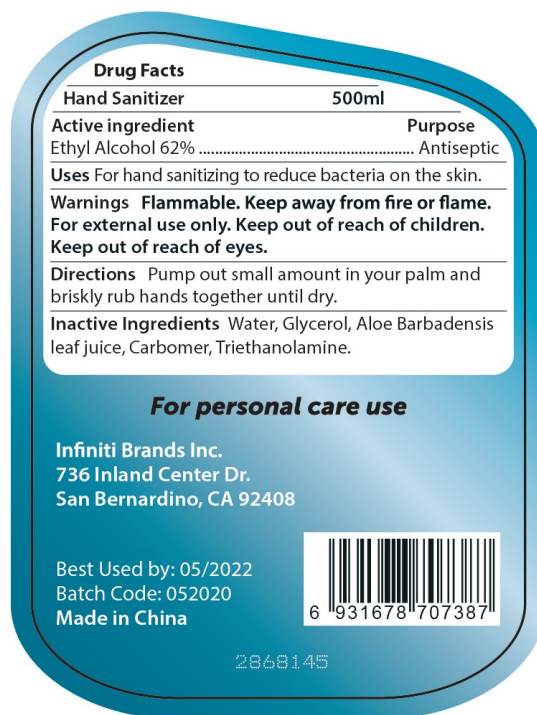 Drug Facts
Hand Sanitizer 500ml
Active ingredient Purpose
Ethyl Alcohol 62% ...................................................... Antiseptic
Uses For hand sanitizing to reduce bacteria on the skin.
Warnings Flammable. Keep away from fire or flame.
For external use only. Keep out of reach of children.
Keep out of reach of eyes.
Directions Pump out small amount in your palm and
briskly rub hands together until dry.
Inactive Ingredients Water, Glycerol, Aloe Barbadensis
leaf juice, Carbomer, Triethanolamine.
For personal care use
Infiniti Brands Inc.
736 Inland Center Dr.
San Bernardino, CA 92408
Best Used by: 05/2022
Batch Code: 052020
Made in China
6 931678 707387
2868145